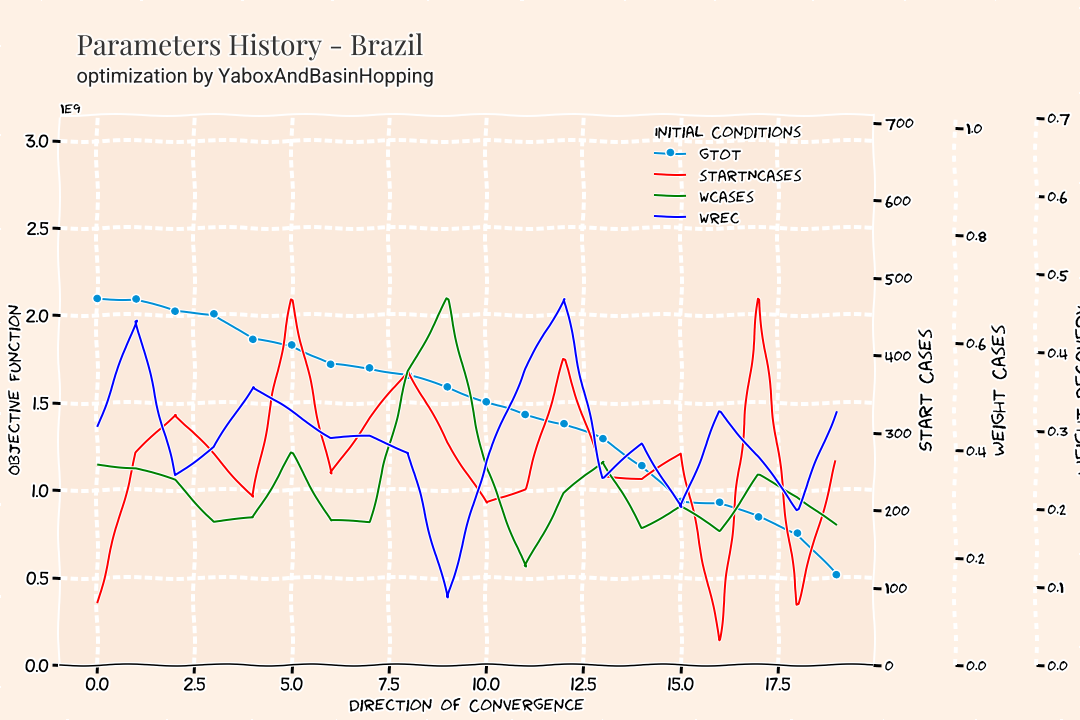 Parameters History - Brazil
optimization by YaboxAndBasinHopping
1E9
3.0
2.5
2.0
1.5
1.0
0.5
0.0
OBJECTIVE FUNCTION
INITIAL CONDITIONS
GTOT
STARTNCASES
WCASES
WREC
700
600
500
400
300
200
100
0
START CASES
1.0
0.8
0.6
0.4
0.2
0.0
WEIGHT CASES
0.7
0.6
0.5
0.4
0.3
0.2
0.1
0.0
0.0 2.5 5.0 7.5 10.0 12.5 15.0 17.5
DIRECTION OF CONVERGENCE